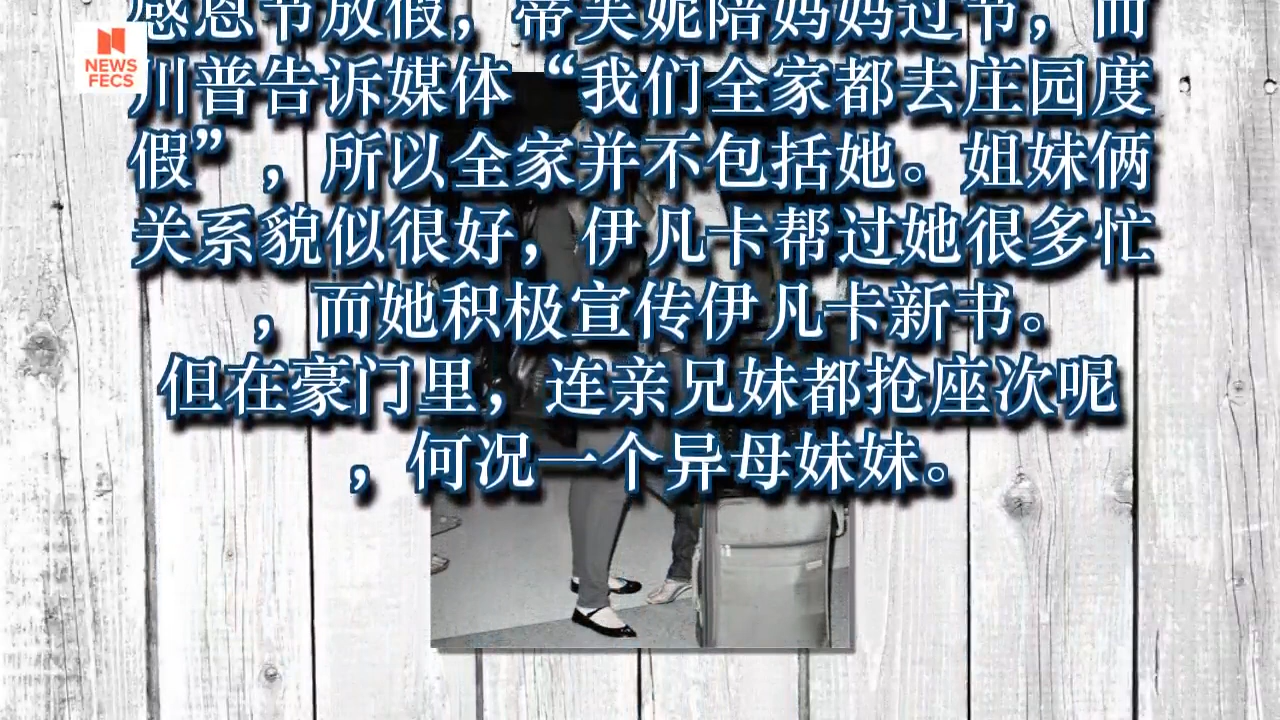 感恩节放假，蒂芙妮陪妈妈过节，而
NEWS
FECS
川普告诉媒体“我们全家都去庄园度
假”，所以全家并不包括她。姐妹俩
关系貌似很好，伊凡卡帮过她很多忙
，而她积极宣传伊凡卡新书。
但在豪门里，连亲兄妹都抢座次呢
，何况一个异母妹妹。